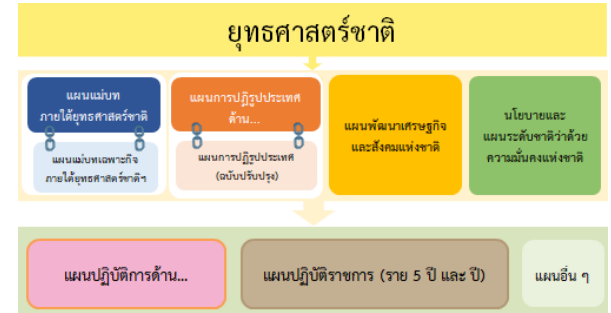 ยุทธศาสตร์ชาติ
แผนแม่บท
ภายใต้ยุทธศาสตร์ชาติ
แผนแม่บทเฉพาะกิจ
ภายใต้ยุทธศาสตร์ชาติฯ
แผนการปฏิรูปประเทศ
ด้าน...
แผนการปฏิรูปประเทศ
(ฉบับปรับปรุง)
แผนพัฒนาเศรษฐกิจ
และสังคมแห่งชาติ
นโยบายและ
แผนระดับชาติว่าด้วย
ความมั่นคงแห่งชาติ
แผนปฏิบัติการด้าน...
แผนปฏิบัติราชการ (ราย 5 ปี และ ปี)
แผนอื่น ๆ